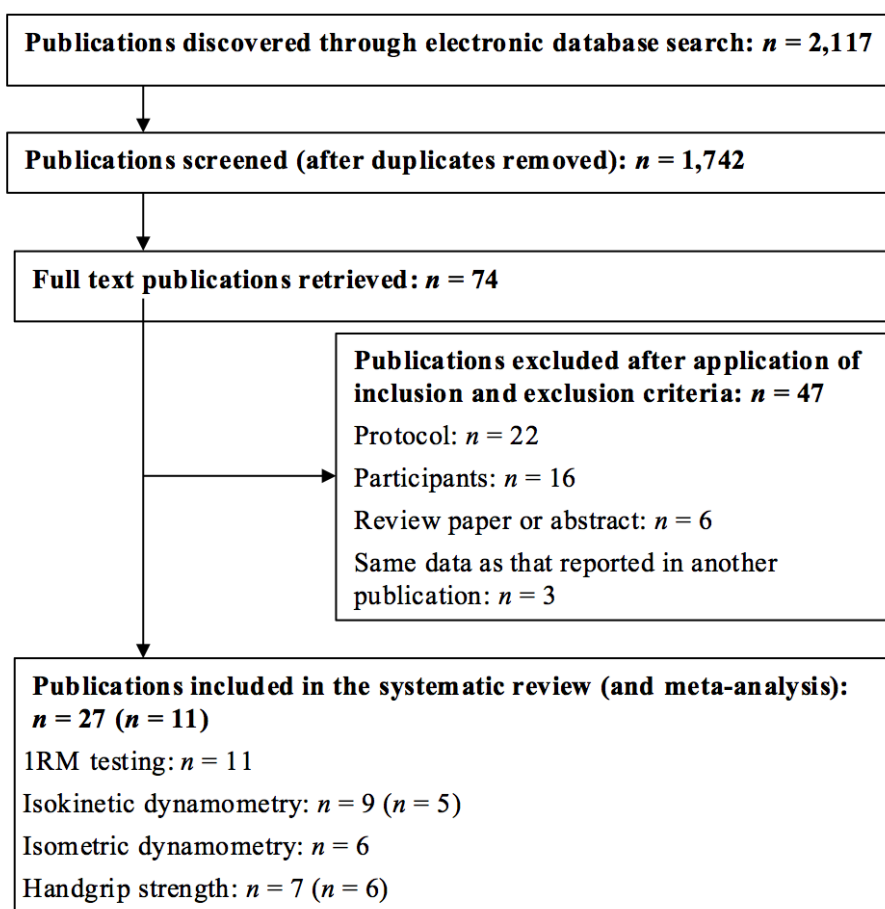 Publications discovered through electronic database search: n = 2,117
Publications screened (after duplicates removed): n = 1,742
Full text publications retrieved: n = 74
Publications excluded after application of
inclusion and exclusion criteria: n = 47
Protocol: n = 22
Participants: n = 16
Review paper or abstract: n = 6
Same data as that reported in another
publication: n = 3
Publications included in the systematic review (and meta-analysis):
n = 27 (n = 11)
1RM testing: n = 11
Isokinetic dynamometry: n = 9 (n = 5)
Isometric dynamometry: n = 6
Handgrip strength: n = 7 (n = 6)